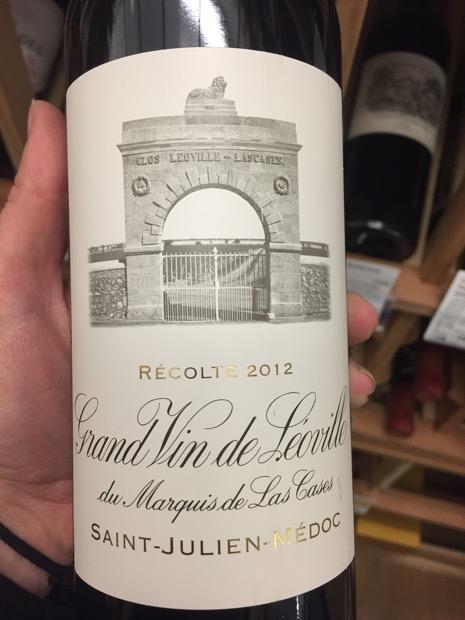 CLOS LEOVILLE-LASCASES.
RÉCOLTE 2012
Grand Vin de Léoville
du Marquis de Las Cases
SAINT-JULIEN-MÉDOC